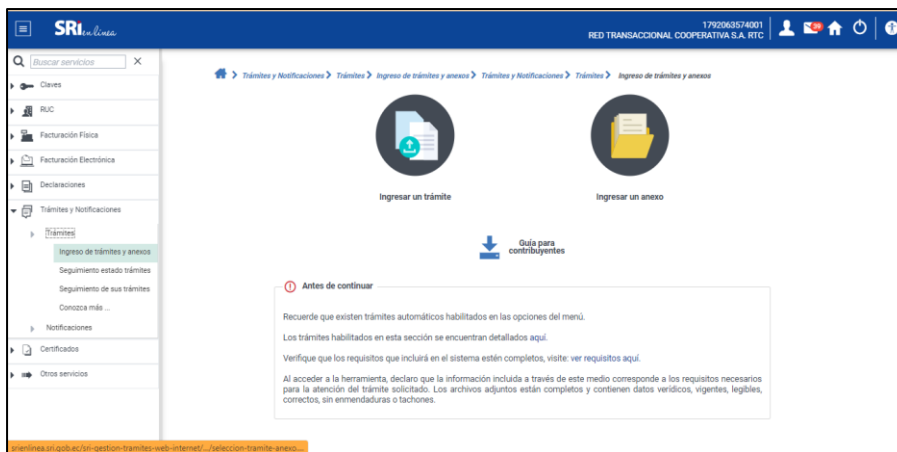 SRi en línea
1792063574001
RED TRANSACCIONAL COOPERATIVA S.A. RTC
39
Buscar servicios
Claves
RUC
Facturación Física
Facturación Electrónica
Declaraciones
Trámites y Notificaciones
Trámites
Ingreso de trámites y anexos
Seguimiento estado trámites
Seguimiento de sus trámites
Conozca más ...
Notificaciones
Certificados
Otros servicios
Trámites y Notificaciones > Trámites > Ingreso de trámites y anexos > Trámites y Notificaciones > Trámites > Ingreso de trámites y anexos
Ingresar un trámite
Ingresar un anexo
Guía para
contribuyentes
Antes de continuar
Recuerde que existen trámites automáticos habilitados en las opciones del menú.
Los trámites habilitados en esta sección se encuentran detallados aquí.
Verifique que los requisitos que incluirá en el sistema estén completos, visite: ver requisitos aquí.
Al acceder a la herramienta, declaro que la información incluida a través de este medio corresponde a los requisitos necesarios
para la atención del trámite solicitado. Los archivos adjuntos están completos y contienen datos verídicos, vigentes, legibles,
correctos, sin enmendaduras o tachones.
srienlinea.sri.gob.ec/sri-gestion-tramites-web-internet/.../seleccion-tramite-anexo...